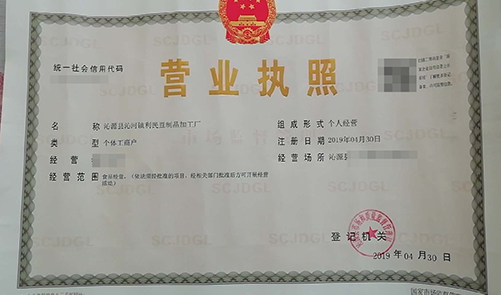 统一社会信用代码
营业执照
名 称 沁源县沁河镇利民豆制品加工厂
组 成 形 式 个人经营
类 型 个体工商户
注 册 日 期 2019年04月30日
经 营
经 营 场 所 沁源县
经 营 范 围 食品经营。(依法须经批准的项目,经相关部门批准后方可开展经营
活动)
登 记 机 关
2019 年 04 月 30 日
SCJDGL